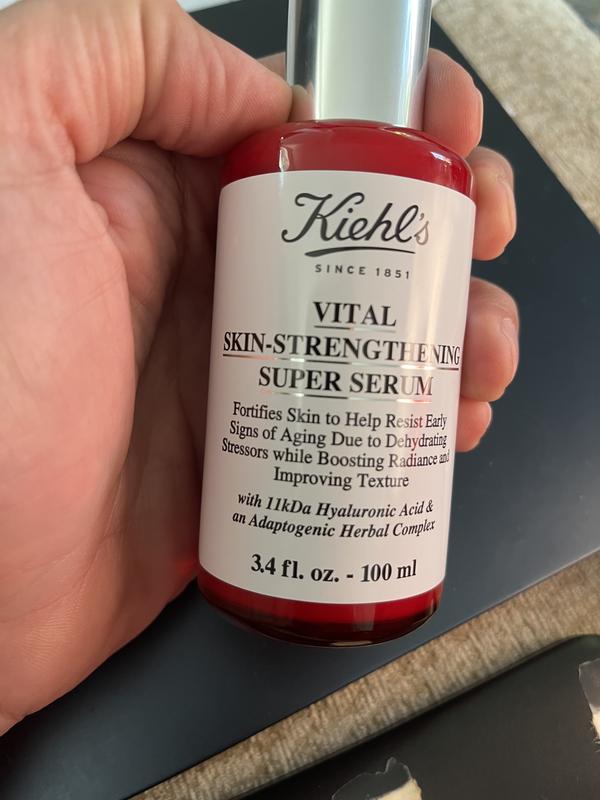 Kiehl's
SINCE 1851
VITAL
SKIN-STRENGTHENING
SUPER SERUM
Fortifies Skin to Help Resist Early
Signs of Aging Due to Dehydrating
Stressors while Boosting Radiance and
Improving Texture
with 11kDa Hyaluronic Acid &
an Adaptogenic Herbal Complex
3.4 fl. oz. - 100 ml